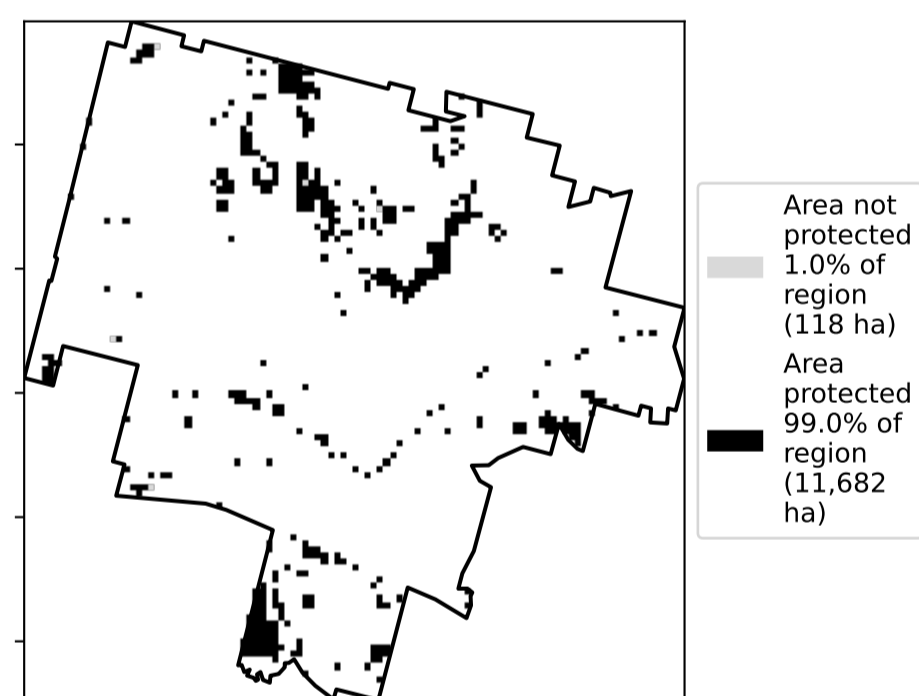 Area not
protected
1.0% of
region
(118 ha)
Area
protected
99.0% of
region
(11,682
ha)